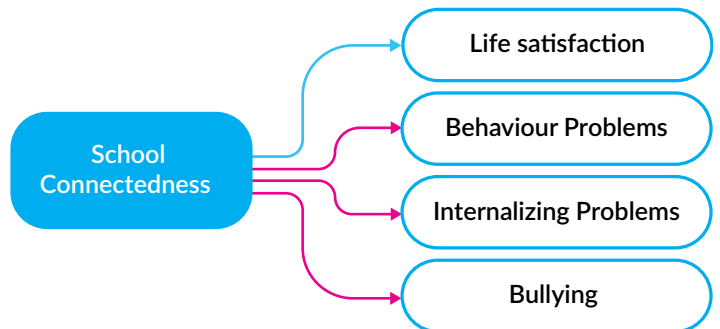 School
Connectedness
Life satisfaction
Behaviour Problems
Internalizing Problems
Bullying